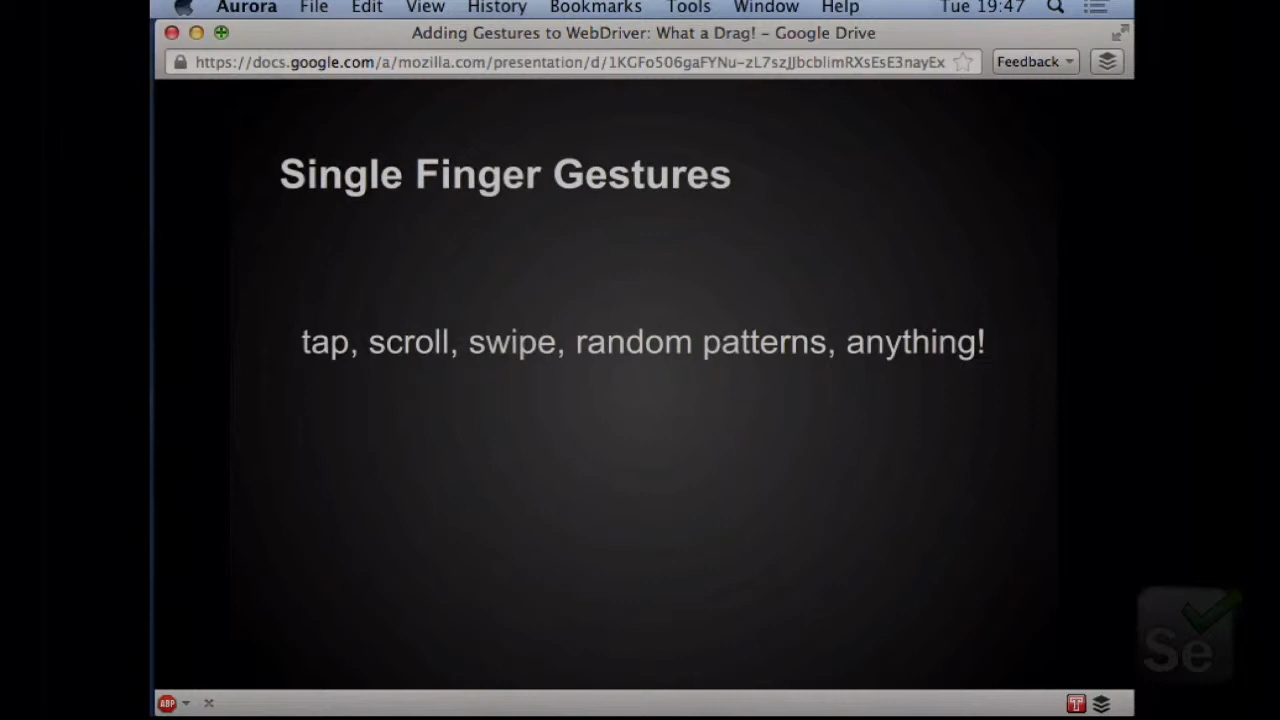 Aurora File Edit View History Bookmarks Tools Window Help Tue 19:47
Adding Gestures to WebDriver: What a Drag! – Google Drive
https://docs.google.com/a/mozilla.com/presentation/d/1KGFo506gaFYNu-zL7szJJbcblimRXsEsE3nayEx
Feedback
Single Finger Gestures
tap, scroll, swipe, random patterns, anything!
Se
ABP
T